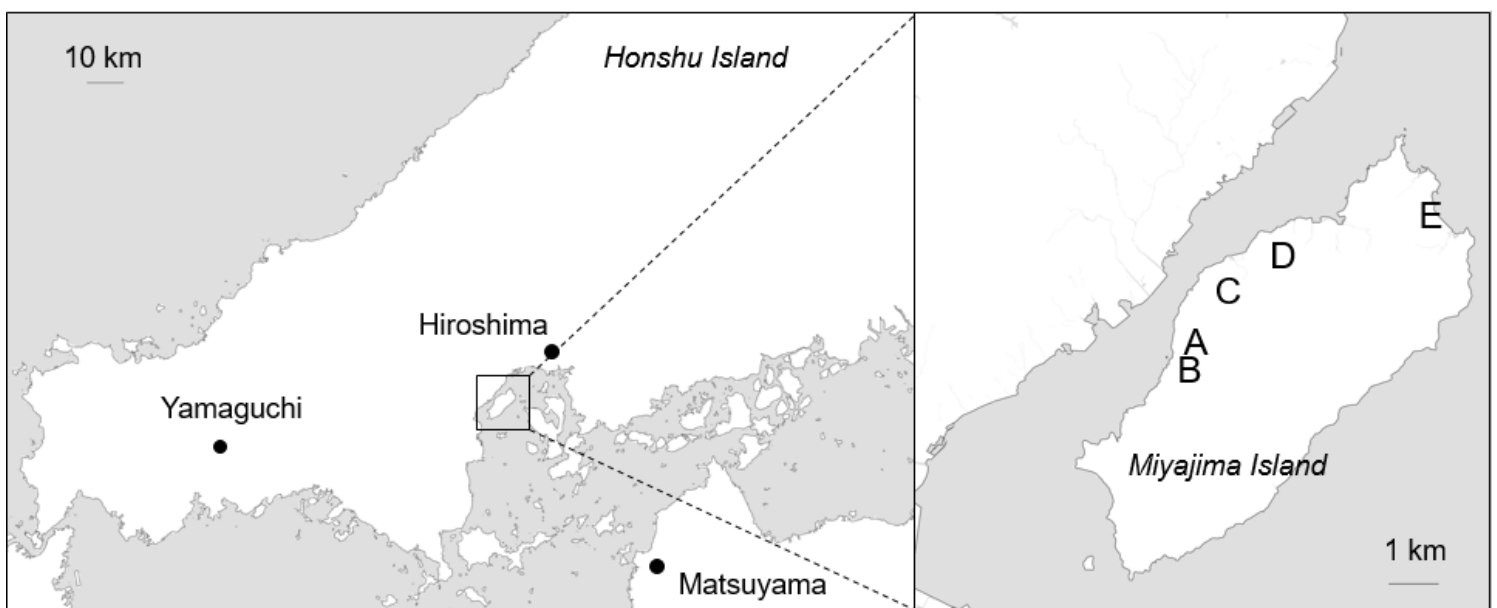 10 km
Honshu Island
Hiroshima
Yamaguchi
Matsuyama
E
D
C
A
B
Miyajima Island
1 km